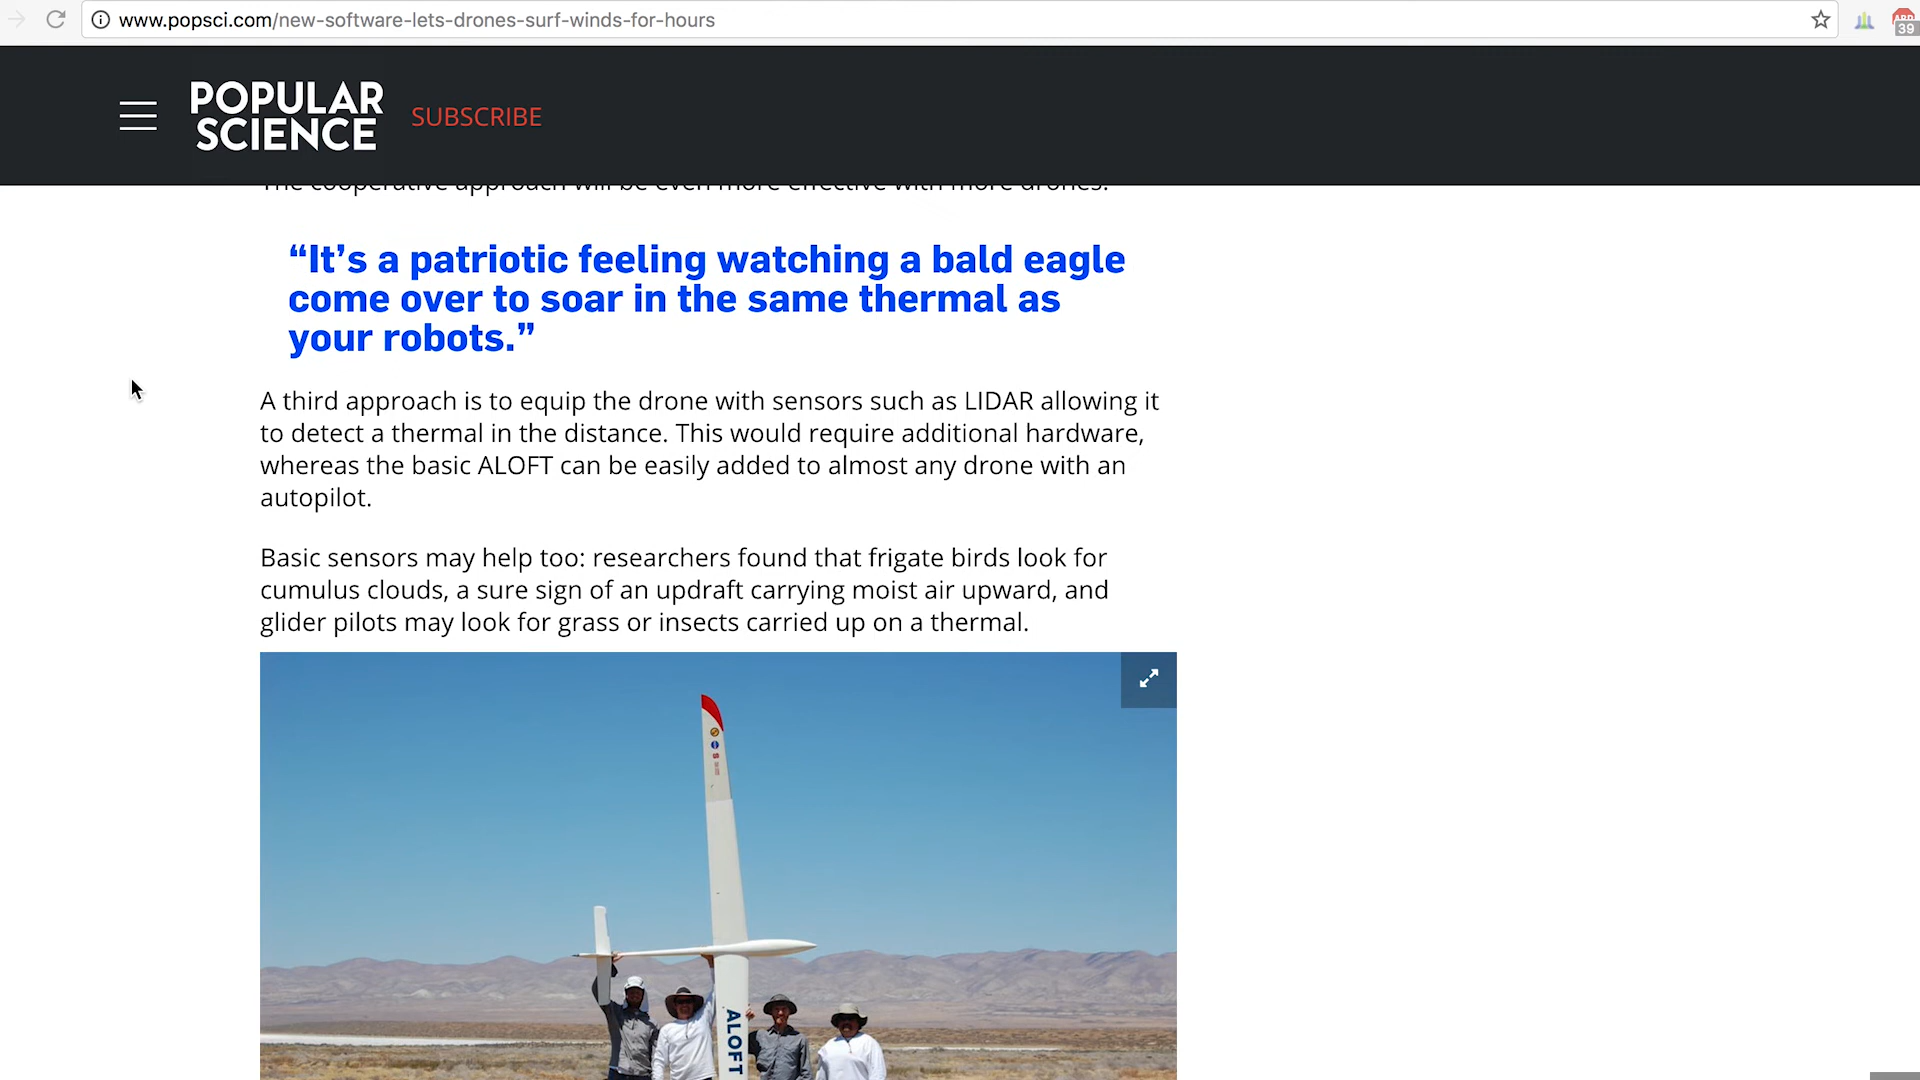 www.popsci.com/new-software-lets-drones-surf-winds-for-hours
39
POPULAR
SCIENCE
SUBSCRIBE
The cooperative approach will be even more effective with more drones.
“It’s a patriotic feeling watching a bald eagle
come over to soar in the same thermal as
your robots.”
A third approach is to equip the drone with sensors such as LIDAR allowing it
to detect a thermal in the distance. This would require additional hardware,
whereas the basic ALOFT can be easily added to almost any drone with an
autopilot.
Basic sensors may help too: researchers found that frigate birds look for
cumulus clouds, a sure sign of an updraft carrying moist air upward, and
glider pilots may look for grass or insects carried up on a thermal.
ALOFT